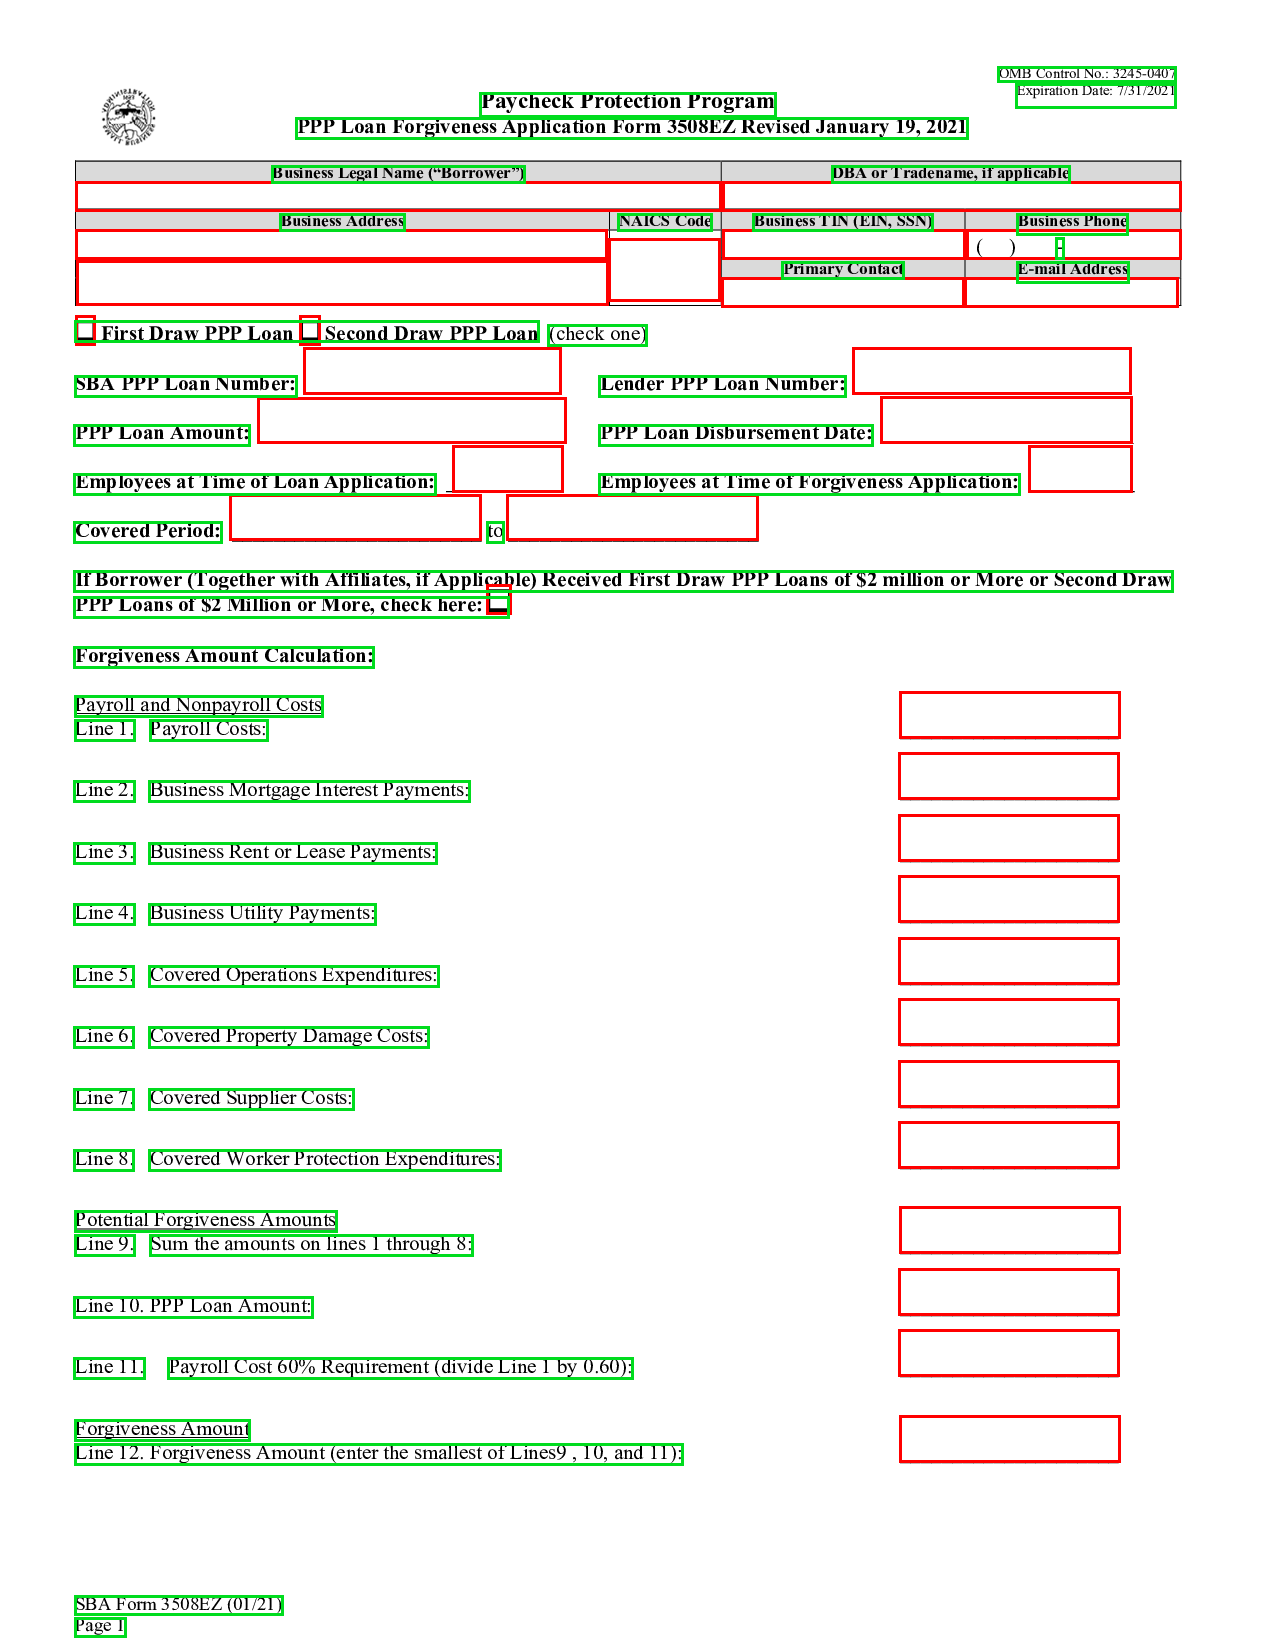 OMB Control No.: 3245-0407
Expiration Date: 7/31/2021
Paycheck Protection Program
PPP Loan Forgiveness Application Form 3508EZ Revised January 19, 2021
Business Legal Name (“Borrower”) DBA or Tradename, if applicable
Business Address NAICS Code Business TIN (EIN, SSN) Business Phone
( ) -
Primary Contact E-mail Address
First Draw PPP Loan Second Draw PPP Loan (check one)
SBA PPP Loan Number: Lender PPP Loan Number:
PPP Loan Amount: PPP Loan Disbursement Date:
Employees at Time of Loan Application: Employees at Time of Forgiveness Application:
Covered Period: to
If Borrower (Together with Affiliates, if Applicable) Received First Draw PPP Loans of $2 million or More or Second Draw
PPP Loans of $2 Million or More, check here:
Forgiveness Amount Calculation:
Payroll and Nonpayroll Costs
Line 1. Payroll Costs:
Line 2. Business Mortgage Interest Payments:
Line 3. Business Rent or Lease Payments:
Line 4. Business Utility Payments:
Line 5. Covered Operations Expenditures:
Line 6. Covered Property Damage Costs:
Line 7. Covered Supplier Costs:
Line 8. Covered Worker Protection Expenditures:
Potential Forgiveness Amounts
Line 9. Sum the amounts on lines 1 through 8:
Line 10. PPP Loan Amount:
Line 11. Payroll Cost 60% Requirement (divide Line 1 by 0.60):
Forgiveness Amount
Line 12. Forgiveness Amount (enter the smallest of Lines9 , 10, and 11):
SBA Form 3508EZ (01/21)
Page 1